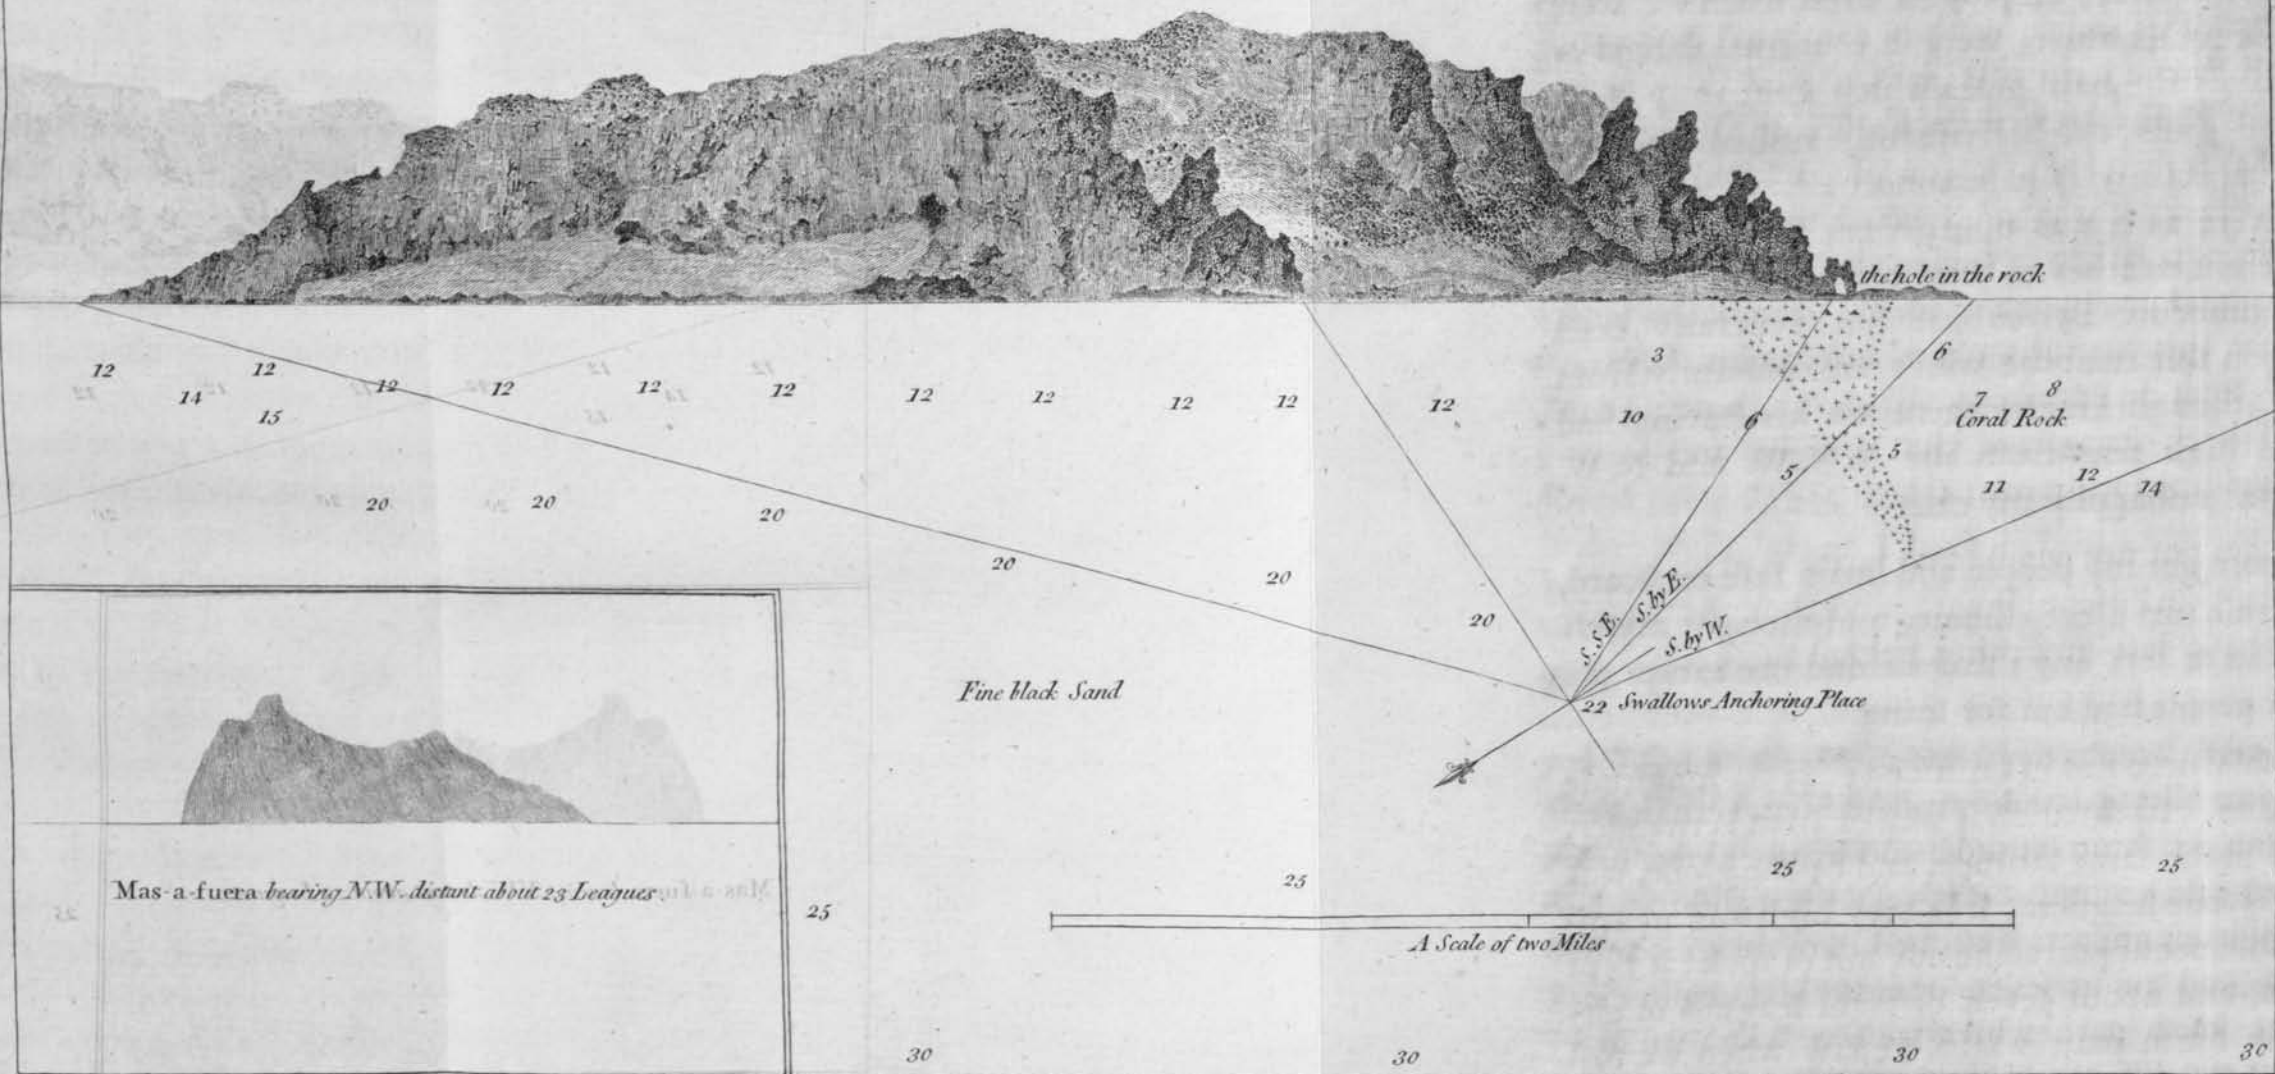 the hole in the rock
3 6
12 12 12 12 12 12 12 12 12 12 12 7 8
14 15 10 6 Coral Rock
5 5 12
20 20 20 11 14
20 20
20
S.S.E. S. by E. S. by W.
Fine black Sand
22 Swallows Anchoring Place
Mas-a-fuera bearing N.W. distant about 23 Leagues.
25 25 25 25
A Scale of two Miles
30 30 30 30